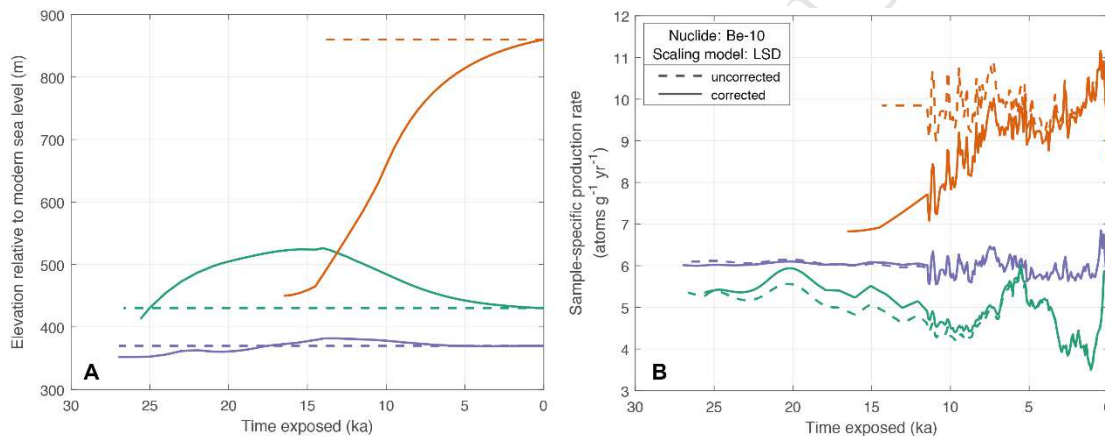 900
800
700
600
500
400
300
30
25
20
15
10
5
0
Elevation relative to modern sea level (m)
Time exposed (ka)
A
12
11
10
9
8
7
6
5
4
3
30
25
20
15
10
5
0
Sample-specific production rate
(atoms g⁻¹ yr⁻¹)
Time exposed (ka)
Nuclide: Be-10
Scaling model: LSD
uncorrected
corrected
B